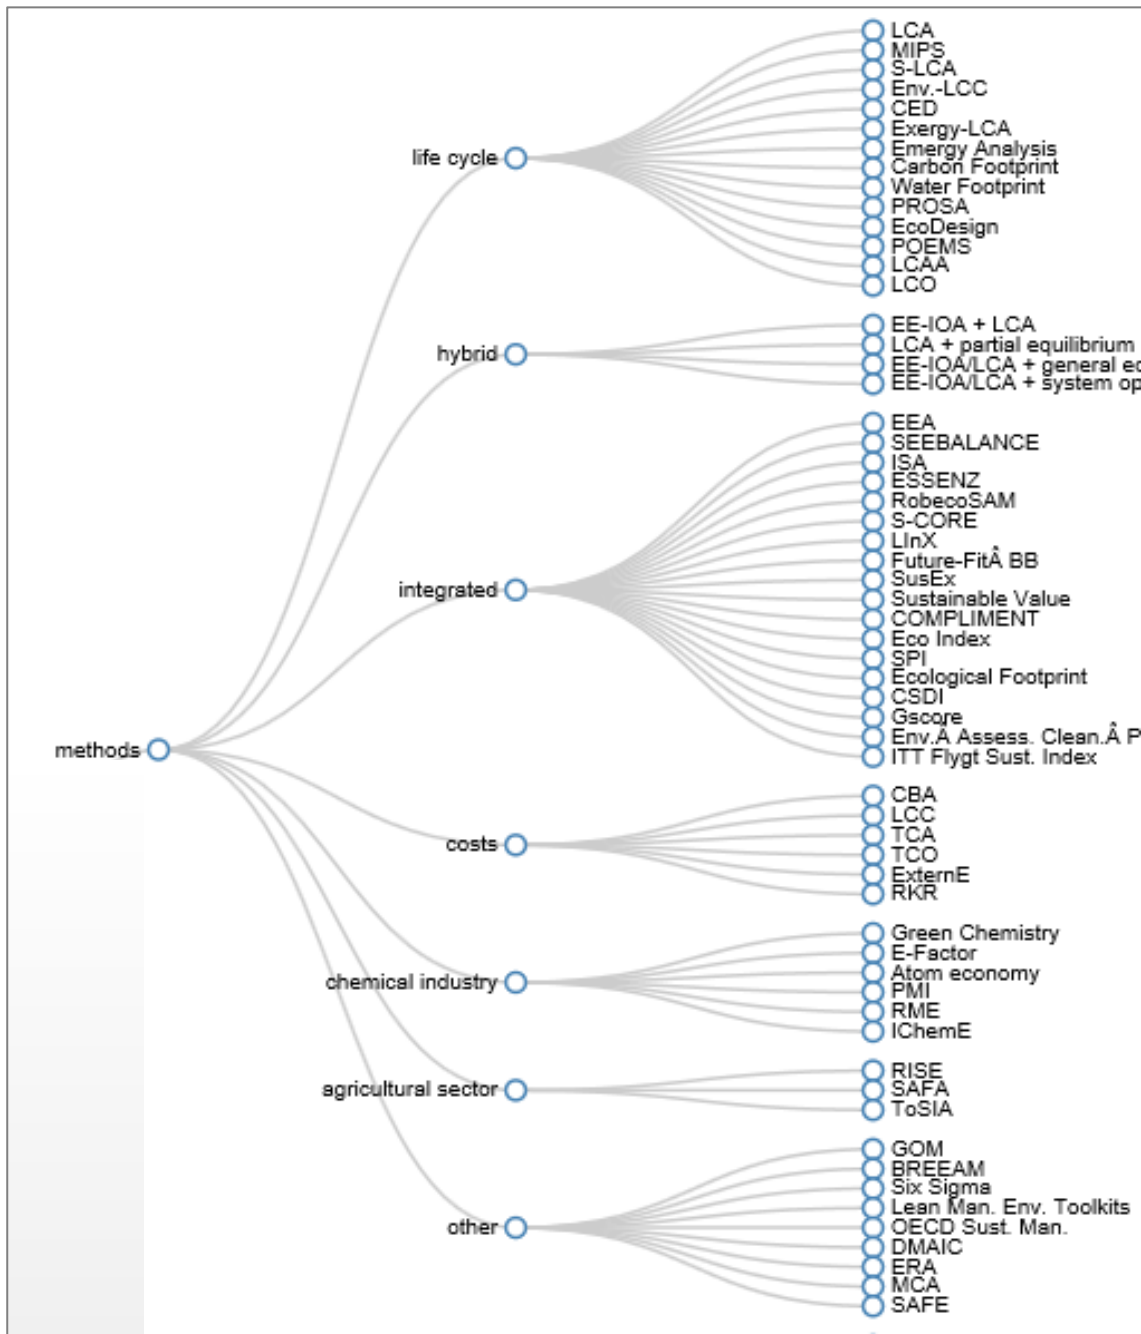 LCA
MIPS
S-LCA
Env.-LCC
CED
Exergy-LCA
life cycle
Emergy Analysis
Carbon Footprint
Water Footprint
PROSA
EcoDesign
POEMS
LCAA
LCO
EE-IOA + LCA
hybrid
LCA + partial equilibrium
EE-IOA/LCA + general
EE-IOA/LCA + system
EEA
SEEBALANCE
ISA
ESSENZ
RobecoSAM
S-CORE
LInX
Future-FitÂ BB
integrated
SusEx
Sustainable Value
COMPLIMENT
Eco Index
SPI
Ecological Footprint
CSDI
Gscore
Env.Â Assess. Clean.Â P
methods
ITT Flygt Sust. Index
CBA
LCC
TCA
costs
TCO
ExternE
RKR
Green Chemistry
E-Factor
Atom economy
chemical industry
PMI
RME
IChemE
RISE
agricultural sector
SAFA
ToSIA
GOM
BREEAM
Six Sigma
Lean Man. Env. Toolkits
other
OECD Sust. Man.
DMAIC
ERA
MCA
SAFE